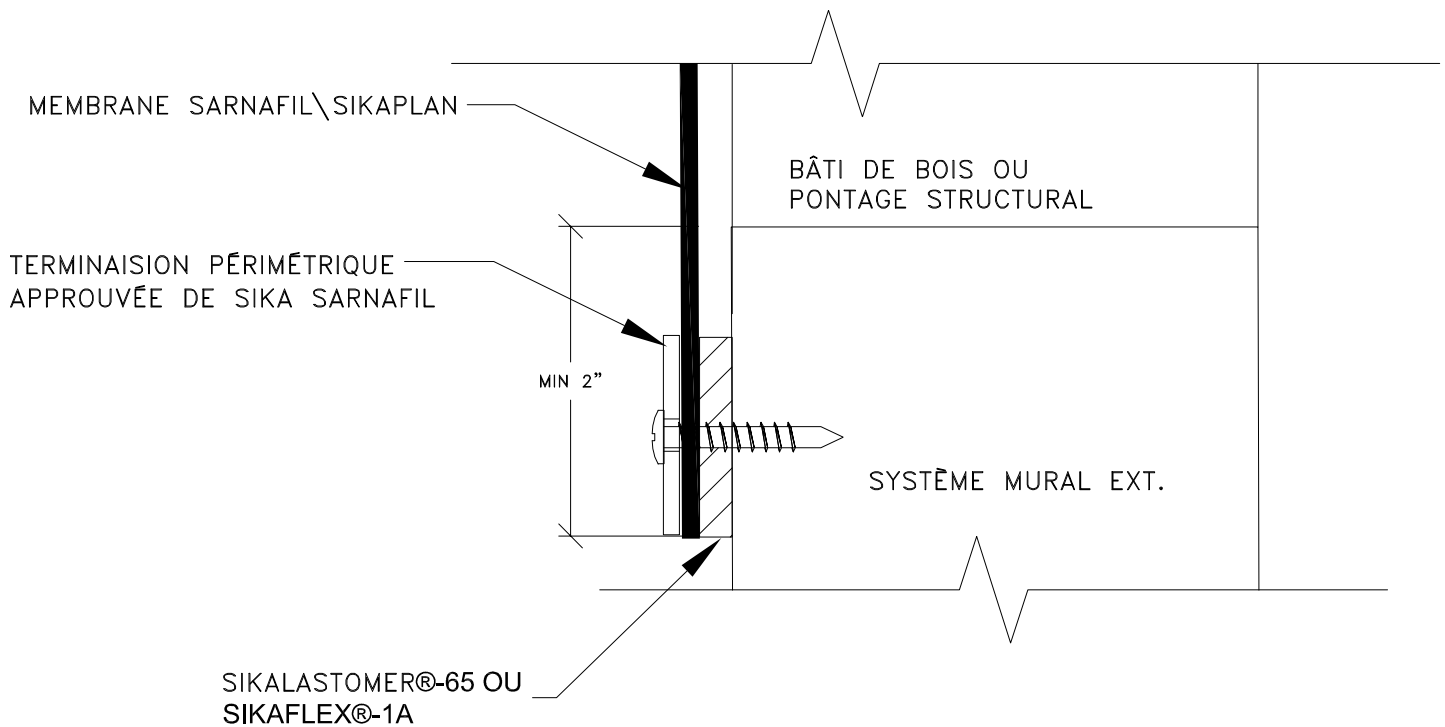 MEMBRANE SARNAFIL\SIKAPLAN
BÂTI DE BOIS OU
PONTAGE STRUCTURAL
TERMINAISION PÉRIMÉTRIQUE
APPROUVÉE DE SIKA SARNAFIL
MIN 2”
SYSTÈME MURAL EXT.
SIKALASTOMER®-65 OU
SIKAFLEX®-1A